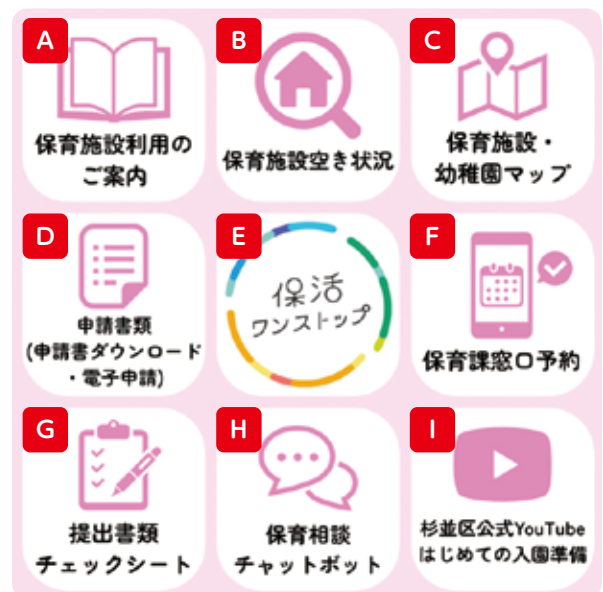 A
保育施設利用の
ご案内
B
保育施設空き状況
C
保育施設・
幼稚園マップ
D
申請書類
(申請書ダウンロード
・電子申請)
E
保活
ワンストップ
F
保育課窓口予約
G
提出書類
チェックシート
H
保育相談
チャットボット
I
杉並区公式YouTube
はじめての入園準備